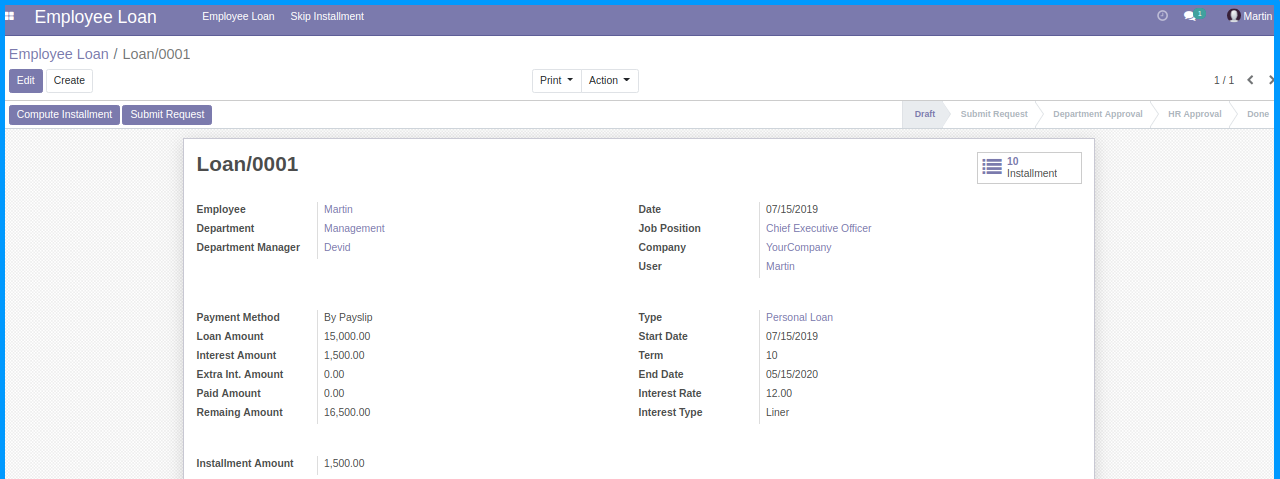 Employee Loan Employee Loan Skip Installment 1 Martin
Employee Loan / Loan/0001
Edit Create Print Action 1 / 1
Compute Installment Submit Request Draft Submit Request Department Approval HR Approval Done
Loan/0001
10
Installment
Employee Martin Date 07/15/2019
Department Management Job Position Chief Executive Officer
Department Manager Devid Company YourCompany
User Martin
Payment Method By Payslip Type Personal Loan
Loan Amount 15,000.00 Start Date 07/15/2019
Interest Amount 1,500.00 Term 10
Extra Int. Amount 0.00 End Date 05/15/2020
Paid Amount 0.00 Interest Rate 12.00
Remaing Amount 16,500.00 Interest Type Liner
Installment Amount 1,500.00